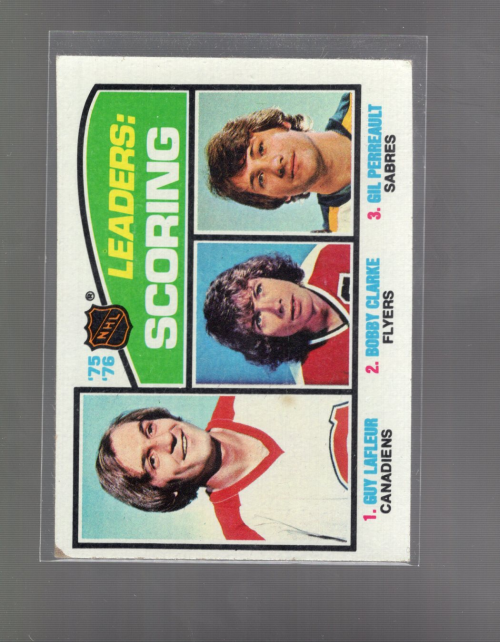 '75
'76
NHL
®
LEADERS:
SCORING
1. GUY LAFLEUR
CANADIENS
2. BOBBY CLARKE
FLYERS
3. GIL PERREAULT
SABRES